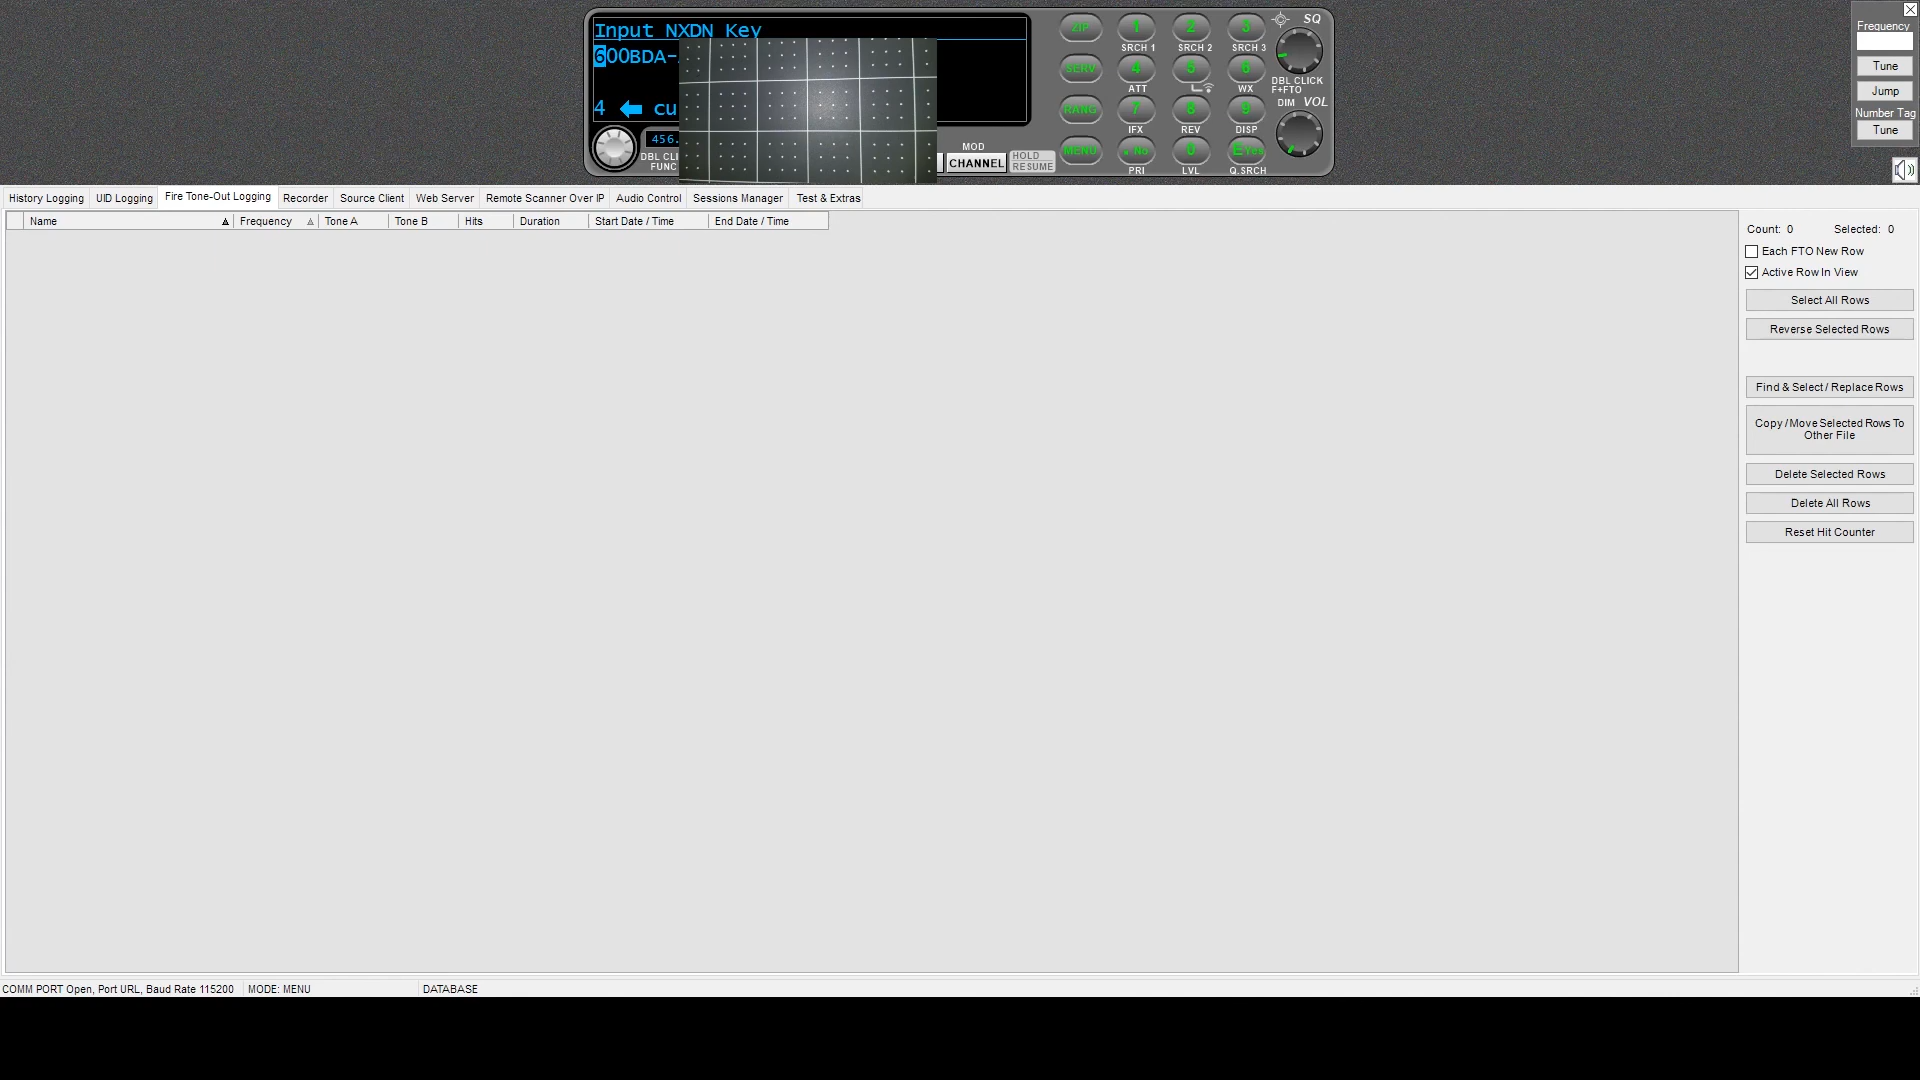 Input NXDN Key
600BDA-
4 ← cu
456.
DBL CLI
FUNC
MOD
CHANNEL
HOLD
RESUME
ZIP 1 2 3
SRCH 1 SRCH 2 SRCH 3
SERV 4 5 6
ATT WX
RANG 7 8 9
IFX REV DISP
MENU . No 0 E Yes
PRI LVL Q.SRCH
SQ
DBL CLICK
F+FTO
DIM VOL
Frequency
Tune
Jump
Number Tag
Tune
History Logging UID Logging Fire Tone-Out Logging Recorder Source Client Web Server Remote Scanner Over IP Audio Control Sessions Manager Test & Extras
Name Frequency Tone A Tone B Hits Duration Start Date / Time End Date / Time
Count: 0 Selected: 0
Each FTO New Row
Active Row In View
Select All Rows
Reverse Selected Rows
Find & Select / Replace Rows
Copy / Move Selected Rows To
Other File
Delete Selected Rows
Delete All Rows
Reset Hit Counter
COMM PORT Open, Port URL, Baud Rate 115200 MODE: MENU DATABASE